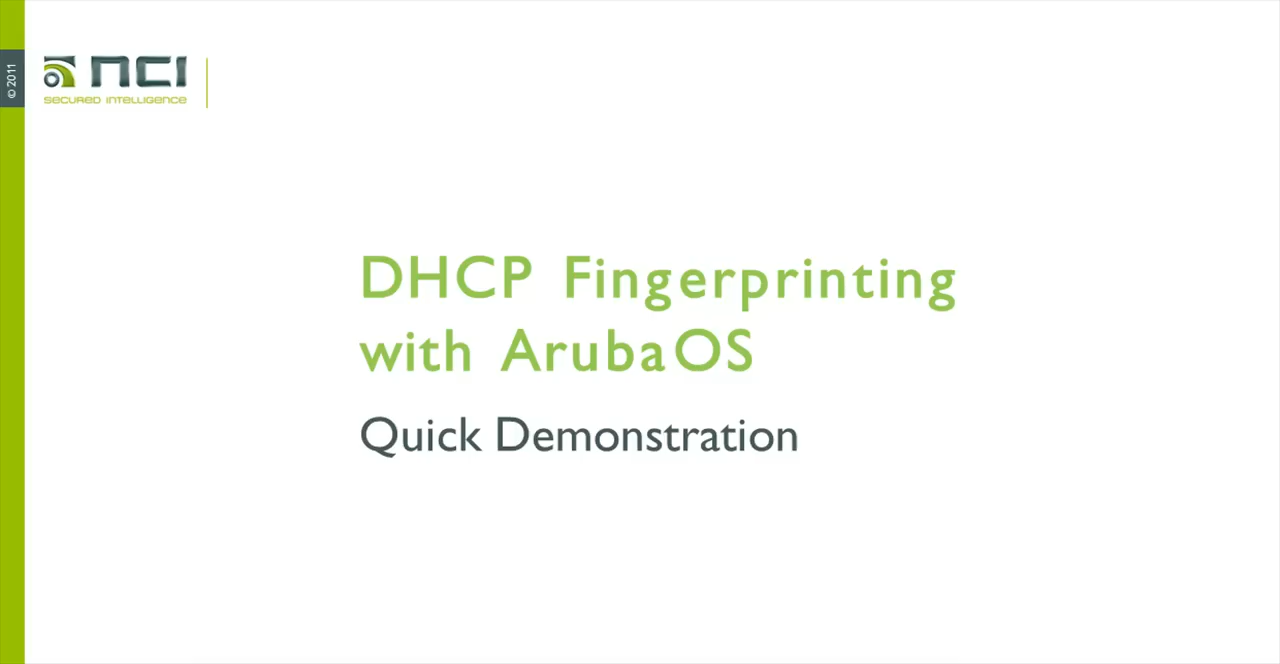 © 2011
nci
SECURED INTELLIGENCE
DHCP Fingerprinting
with ArubaOS
Quick Demonstration